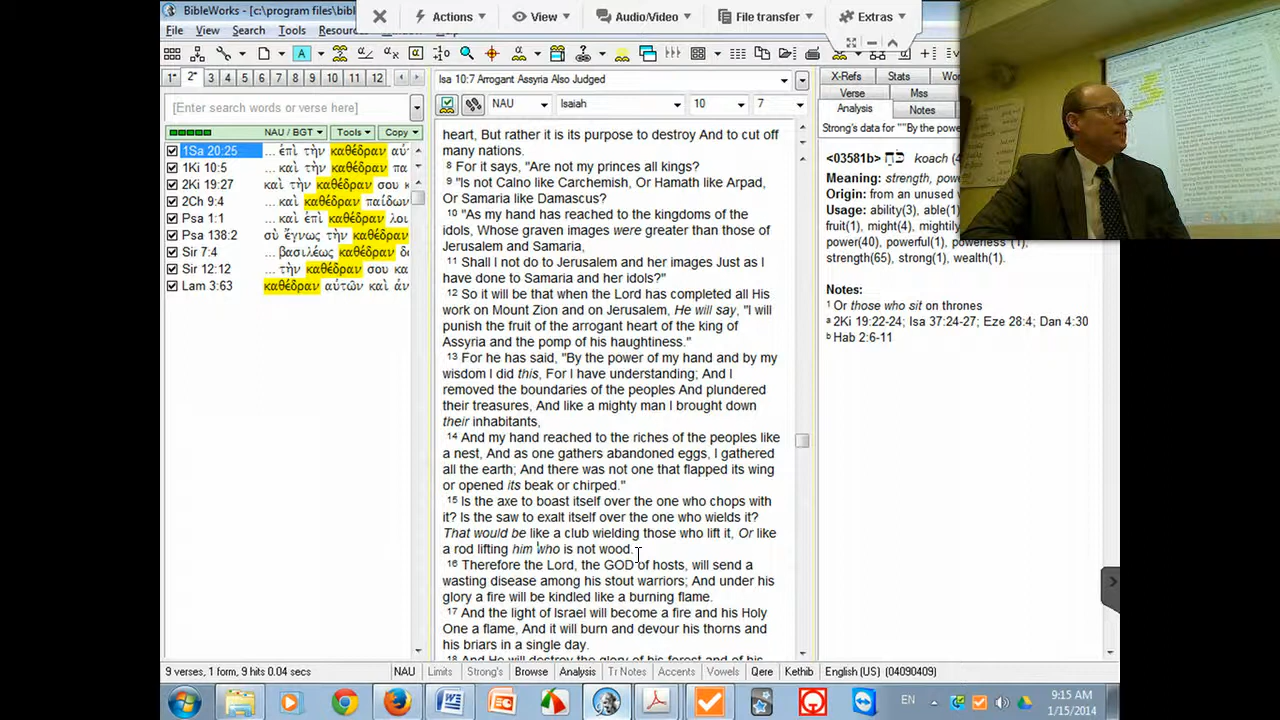 BibleWorks - [c:\program files\bibl
Actions
View
Audio/Video
File transfer
Extras
File
View
Search
Tools
1*
2*
3
4
5
6
7
8
9
10
11
12
[Enter search words or verse here]
NAU / BGT
Tools
Copy
1Sa 20:25 ... ἐπὶ τὴν καθέδραν
1Ki 10:5 ... καὶ τὴν καθέδραν
2Ki 19:27 καὶ τὴν καθέδραν σου κ
2Ch 9:4 ... καὶ καθέδραν παίδων
Psa 1:1 ... καὶ ἐπὶ καθέδραν λοι
Psa 138:2 σὺ ἔγνως τὴν καθέδραν
Sir 7:4 ... βασιλέως καθέδραν
Sir 12:12 ... τὴν καθέδραν σου κα
Lam 3:63 καθέδραν αὐτῶν καὶ ἀν
Isa 10:7 Arrogant Assyria Also Judged
NAU
Isaiah
10
7
heart, But rather it is its purpose to destroy And to cut off
many nations.
8 For it says, "Are not my princes all kings?
9 "Is not Calno like Carchemish, Or Hamath like Arpad,
Or Samaria like Damascus?
10 "As my hand has reached to the kingdoms of the
idols, Whose graven images were greater than those of
Jerusalem and Samaria,
11 Shall I not do to Jerusalem and her images Just as I
have done to Samaria and her idols?"
12 So it will be that when the Lord has completed all His
work on Mount Zion and on Jerusalem, He will say, "I will
punish the fruit of the arrogant heart of the king of
Assyria and the pomp of his haughtiness."
13 For he has said, "By the power of my hand and by my
wisdom I did this, For I have understanding; And I
removed the boundaries of the peoples And plundered
their treasures, And like a mighty man I brought down
their inhabitants,
14 And my hand reached to the riches of the peoples like
a nest, And as one gathers abandoned eggs, I gathered
all the earth; And there was not one that flapped its wing
or opened its beak or chirped."
15 Is the axe to boast itself over the one who chops with
it? Is the saw to exalt itself over the one who wields it?
That would be like a club wielding those who lift it, Or like
a rod lifting him who is not wood.
16 Therefore the Lord, the GOD of hosts, will send a
wasting disease among his stout warriors; And under his
glory a fire will be kindled like a burning flame.
17 And the light of Israel will become a fire and his Holy
One a flame, And it will burn and devour his thorns and
his briars in a single day.
18 And He will destroy the glory of his forest and of his
X-Refs
Stats
Wor
Verse
Mss
Analysis
Notes
Strong's data for ""By the powe
<03581b> כֹּחַ koach (
Meaning: strength, pow
Origin: from an unused
Usage: ability(3), able(1
fruit(1), might(4), mightily
power(40), powerful(1), powerless (1),
strength(65), strong(1), wealth(1).
Notes:
1 Or those who sit on thrones
a 2Ki 19:22-24; Isa 37:24-27; Eze 28:4; Dan 4:30
b Hab 2:6-11
9 verses, 1 form, 9 hits 0.04 secs
NAU
Limits
Strong's
Browse
Analysis
Tr Notes
Accents
Vowels
Qere
Kethib
English (US) (04090409)
EN
9:15 AM
1/15/2014